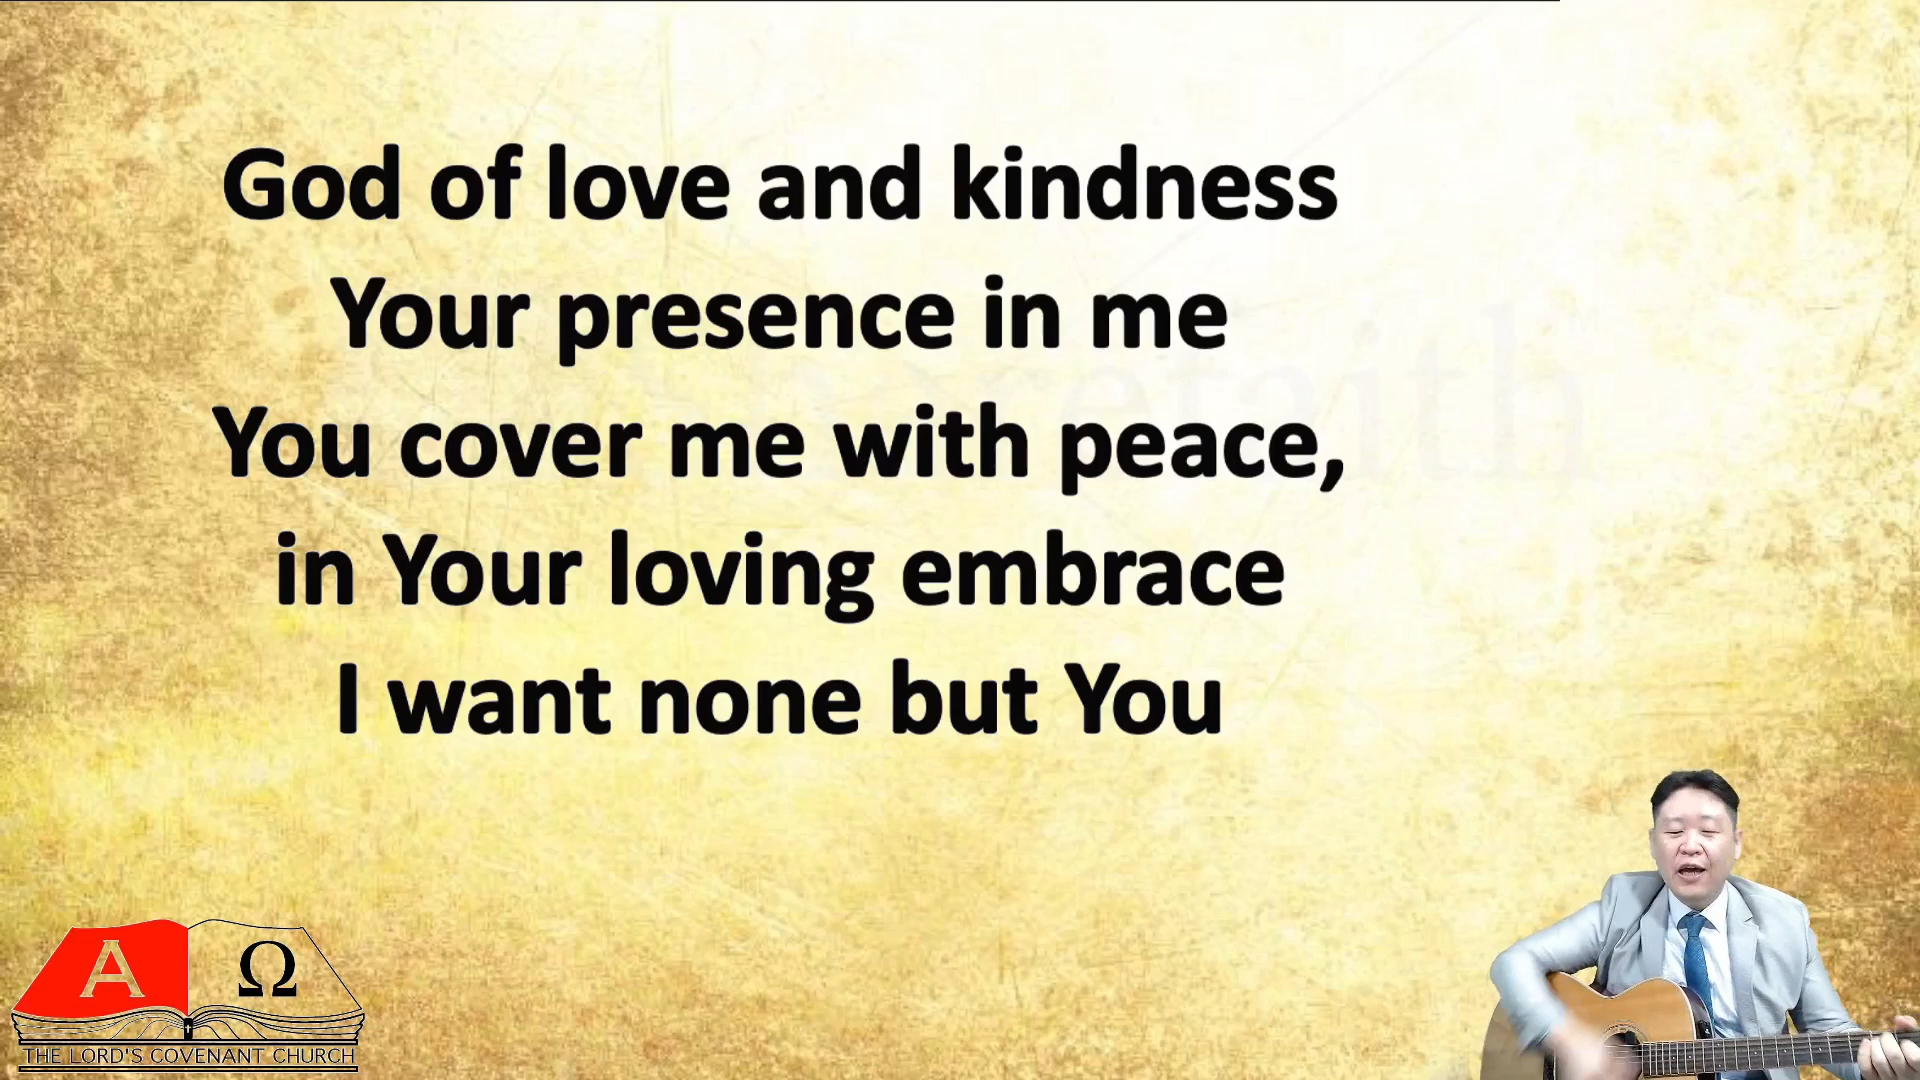 God of love and kindness
Your presence in me
You cover me with peace,
in Your loving embrace
I want none but You
A Ω
THE LORD'S COVENANT CHURCH